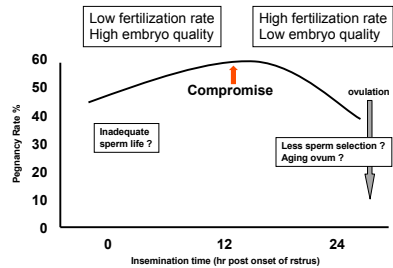 Low fertilization rate
High embryo quality
High fertilization rate
Low embryo quality
60
50
40
30
20
10
0
Pegnancy Rate %
Compromise
ovulation
Inadequate
sperm life ?
Less sperm selection ?
Aging ovum ?
0
12
24
Insemination time (hr post onset of rstrus)